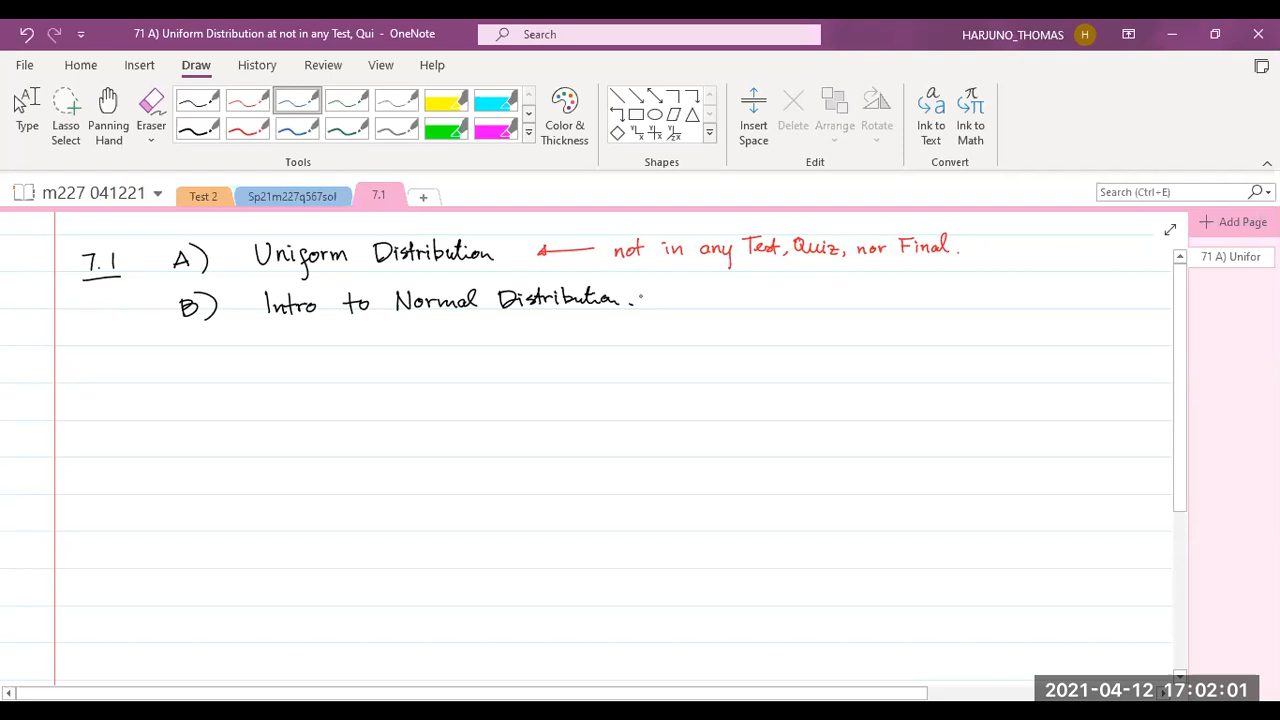 71 A) Uniform Distribution at not in any Test, Qui - OneNote
Search
HARJUNO_THOMAS
H
File Home Insert Draw History Review View Help
Type
Lasso Select
Panning Hand
Eraser
Color & Thickness
Insert Space
Delete
Arrange
Rotate
Ink to Text
Ink to Math
Tools
Shapes
Edit
Convert
m227 041221
Test 2
Sp21m227q567sol
7.1
Search (Ctrl+E)
Add Page
71 A) Unifor
7.1 A) Uniform Distribution ← not in any Test, Quiz, nor Final.
B) Intro to Normal Distribution.
2021-04-12 17:02:01